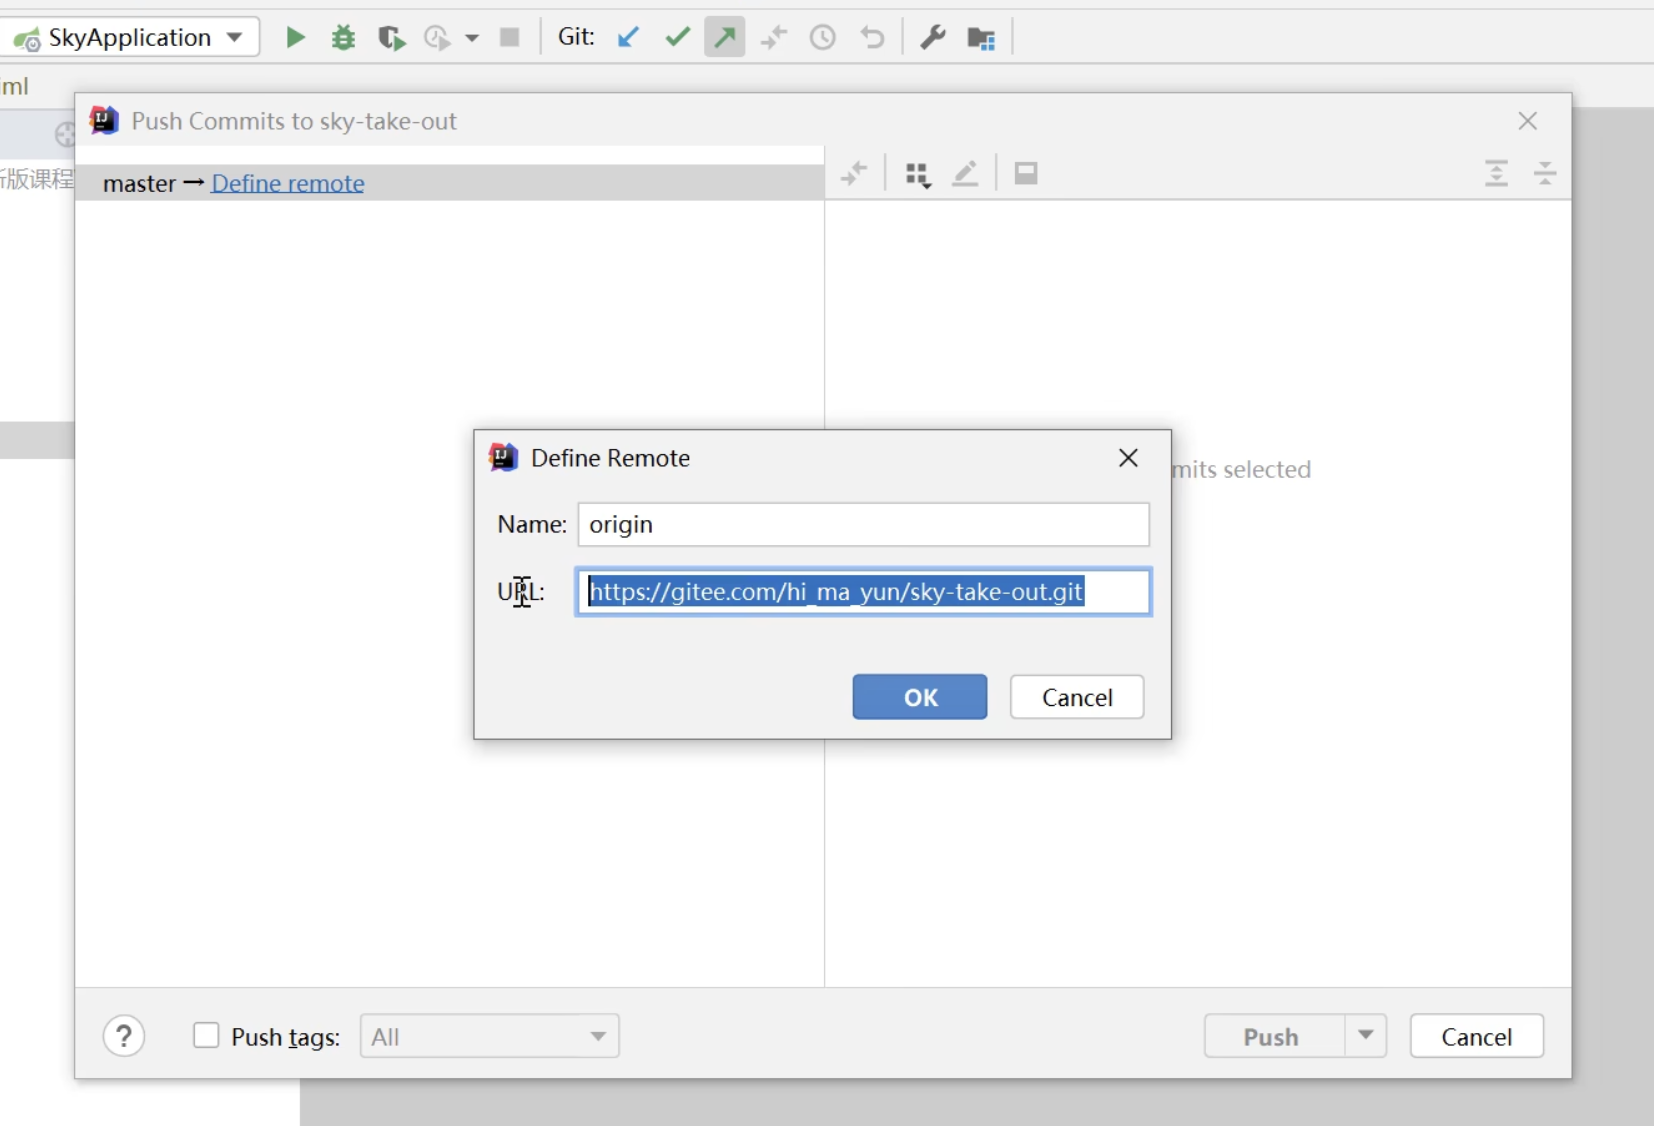 SkyApplication
Git:
iml
Push Commits to sky-take-out
版课程
master → Define remote
Define Remote
mits selected
Name: origin
URL: https://gitee.com/hi_ma_yun/sky-take-out.git
OK
Cancel
?
Push tags:
All
Push
Cancel